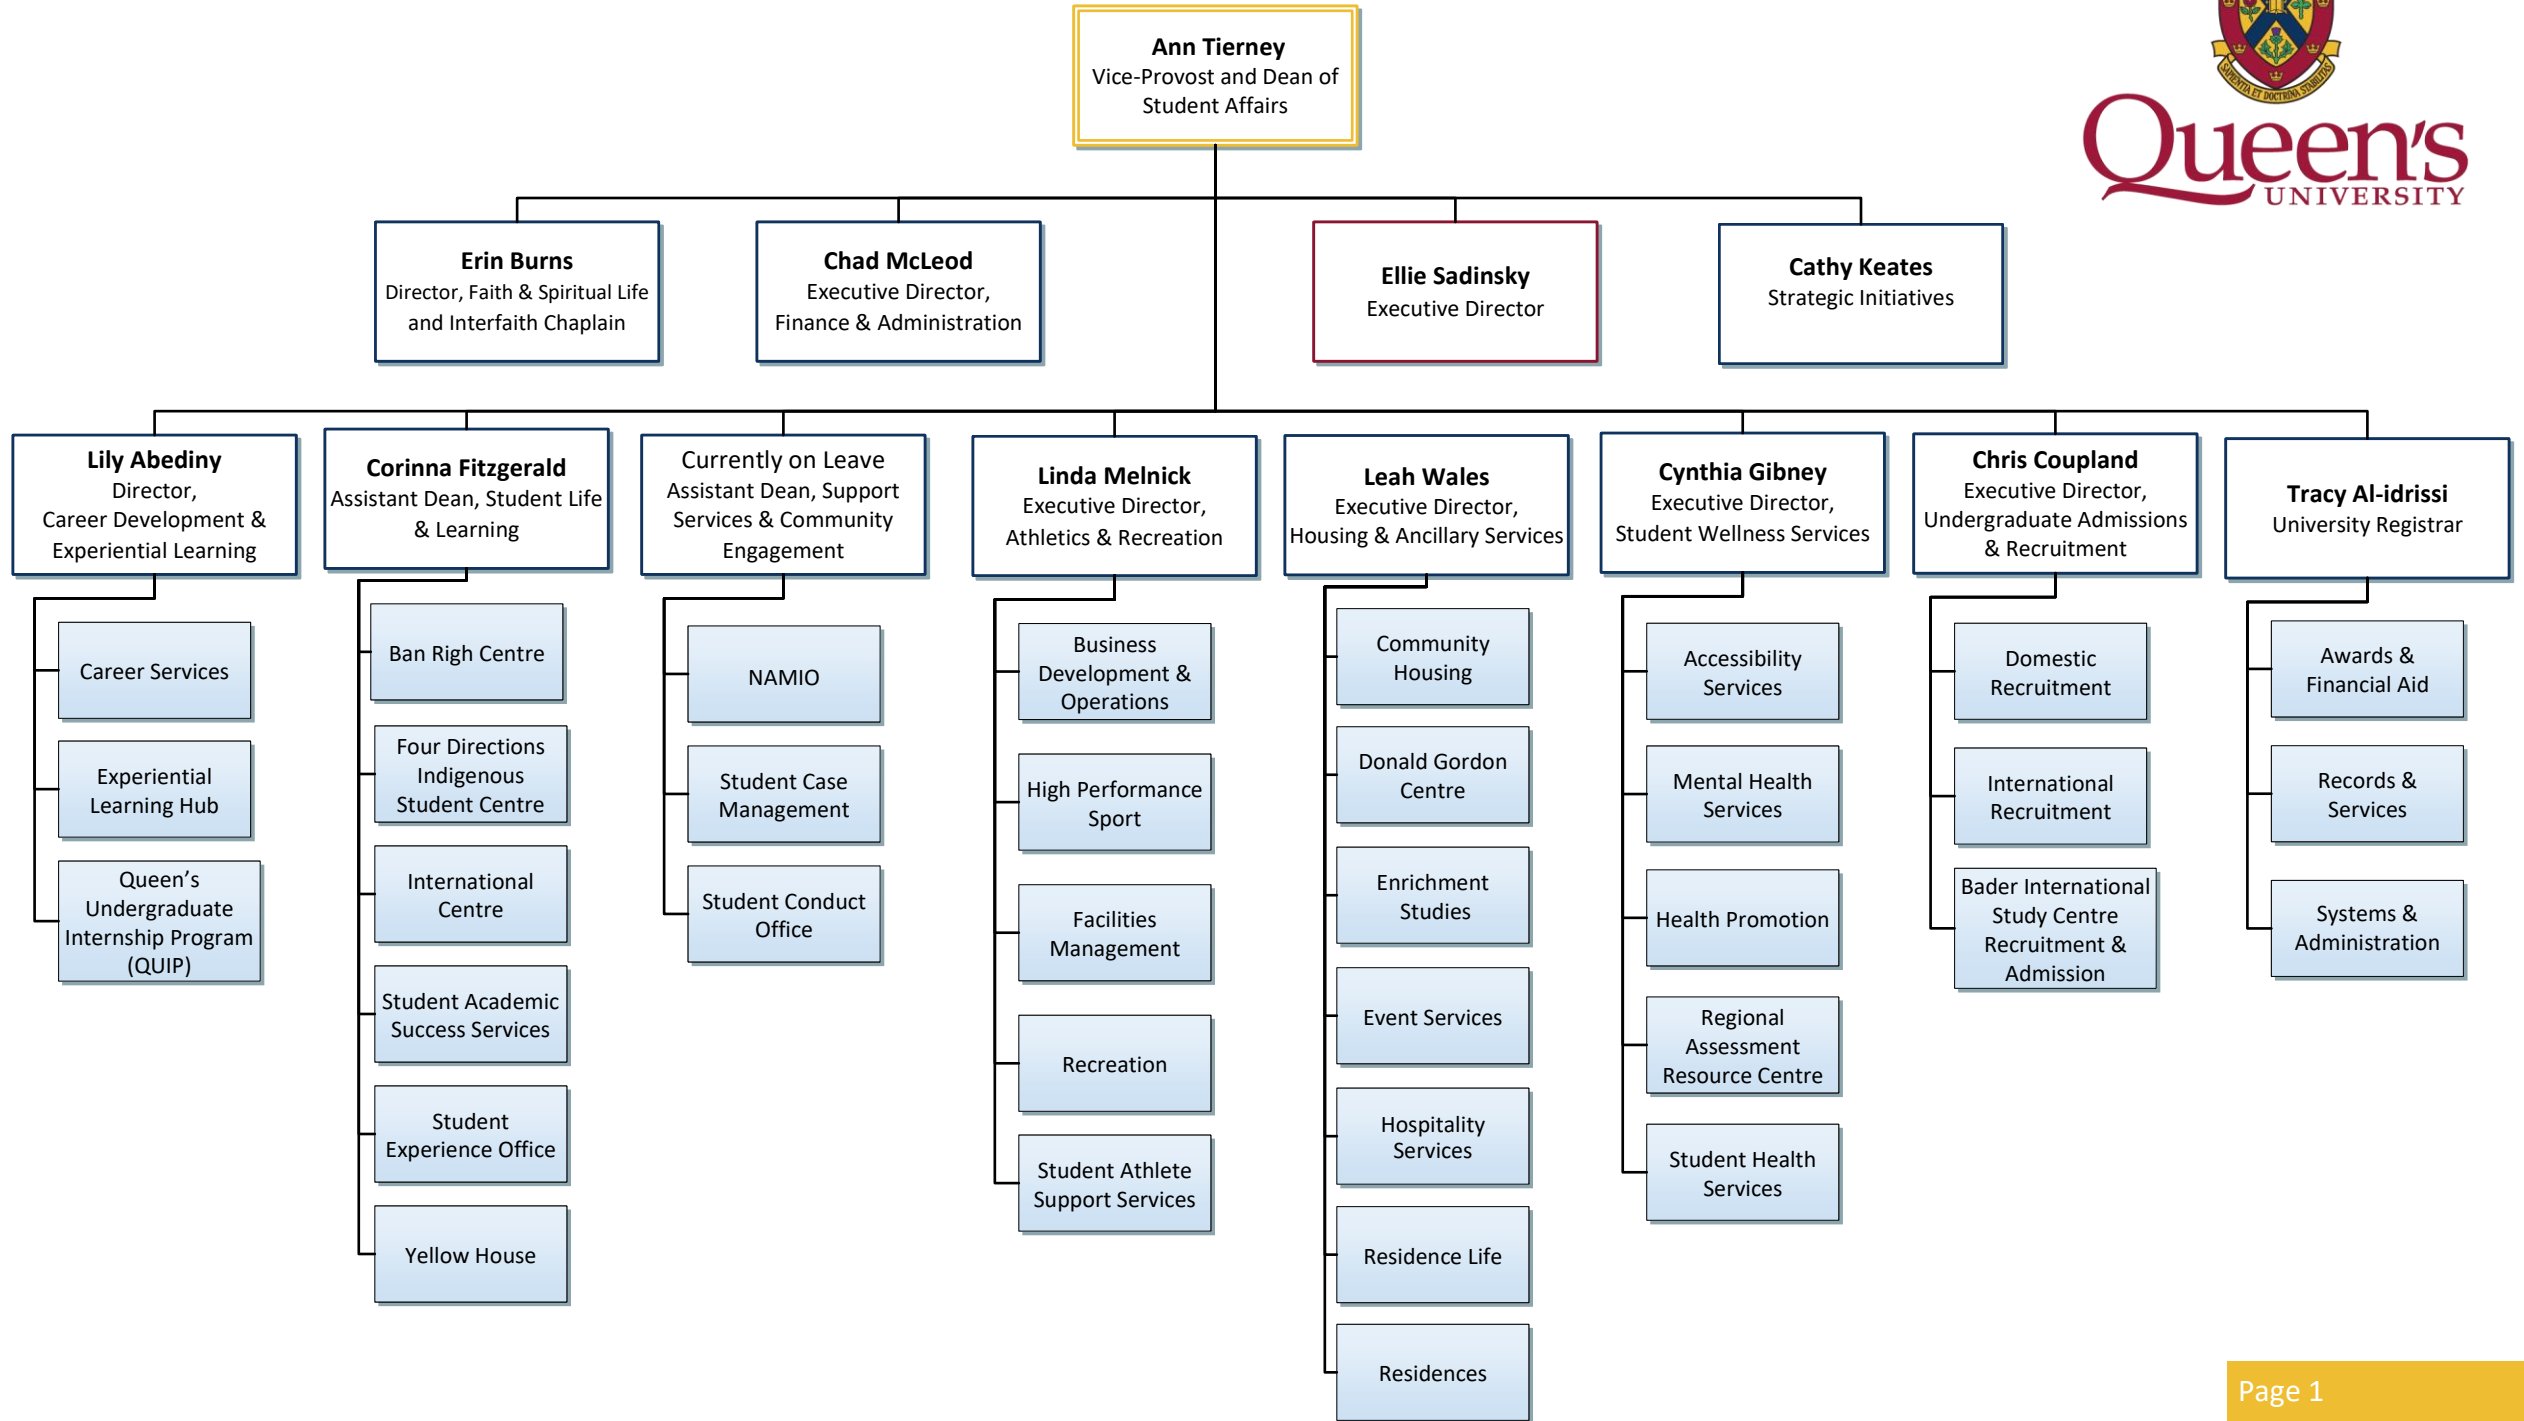 Ann Tierney
Vice-Provost and Dean of
Student Affairs
SAPIENTIA ET DOCTRINA STABILITAS
Queen's
UNIVERSITY
Erin Burns
Director, Faith & Spiritual Life
and Interfaith Chaplain
Chad McLeod
Executive Director,
Finance & Administration
Ellie Sadinsky
Executive Director
Cathy Keates
Strategic Initiatives
Lily Abediny
Director,
Career Development &
Experiential Learning
Corinna Fitzgerald
Assistant Dean, Student Life
& Learning
Currently on Leave
Assistant Dean, Support
Services & Community
Engagement
Linda Melnick
Executive Director,
Athletics & Recreation
Leah Wales
Executive Director,
Housing & Ancillary Services
Cynthia Gibney
Executive Director,
Student Wellness Services
Chris Coupland
Executive Director,
Undergraduate Admissions
& Recruitment
Tracy Al-idrissi
University Registrar
Career Services
Experiential
Learning Hub
Queen's
Undergraduate
Internship Program
(QUIP)
Ban Righ Centre
Four Directions
Indigenous
Student Centre
International
Centre
Student Academic
Success Services
Student
Experience Office
Yellow House
NAMIO
Student Case
Management
Student Conduct
Office
Business
Development &
Operations
High Performance
Sport
Facilities
Management
Recreation
Student Athlete
Support Services
Community
Housing
Donald Gordon
Centre
Enrichment
Studies
Event Services
Hospitality
Services
Residence Life
Residences
Accessibility
Services
Mental Health
Services
Health Promotion
Regional
Assessment
Resource Centre
Student Health
Services
Domestic
Recruitment
International
Recruitment
Bader International
Study Centre
Recruitment &
Admission
Awards &
Financial Aid
Records &
Services
Systems &
Administration
Page 1